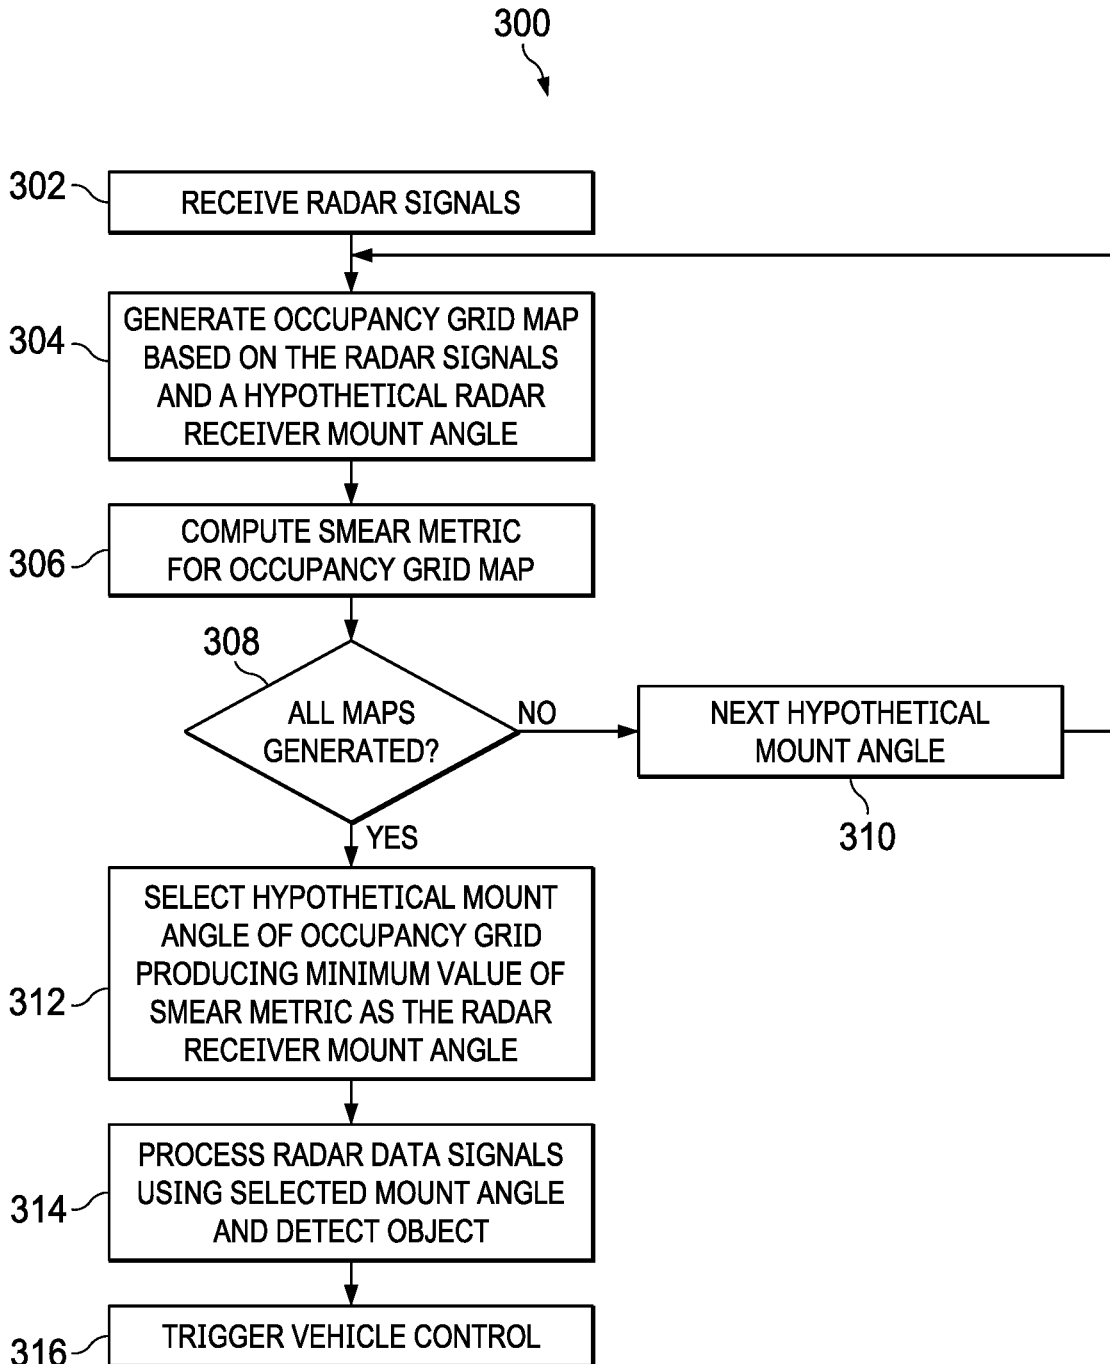 300
302
RECEIVE RADAR SIGNALS
304
GENERATE OCCUPANCY GRID MAP
BASED ON THE RADAR SIGNALS
AND A HYPOTHETICAL RADAR
RECEIVER MOUNT ANGLE
306
COMPUTE SMEAR METRIC
FOR OCCUPANCY GRID MAP
308
ALL MAPS
GENERATED?
NO
NEXT HYPOTHETICAL
MOUNT ANGLE
310
YES
312
SELECT HYPOTHETICAL MOUNT
ANGLE OF OCCUPANCY GRID
PRODUCING MINIMUM VALUE OF
SMEAR METRIC AS THE RADAR
RECEIVER MOUNT ANGLE
314
PROCESS RADAR DATA SIGNALS
USING SELECTED MOUNT ANGLE
AND DETECT OBJECT
316
TRIGGER VEHICLE CONTROL